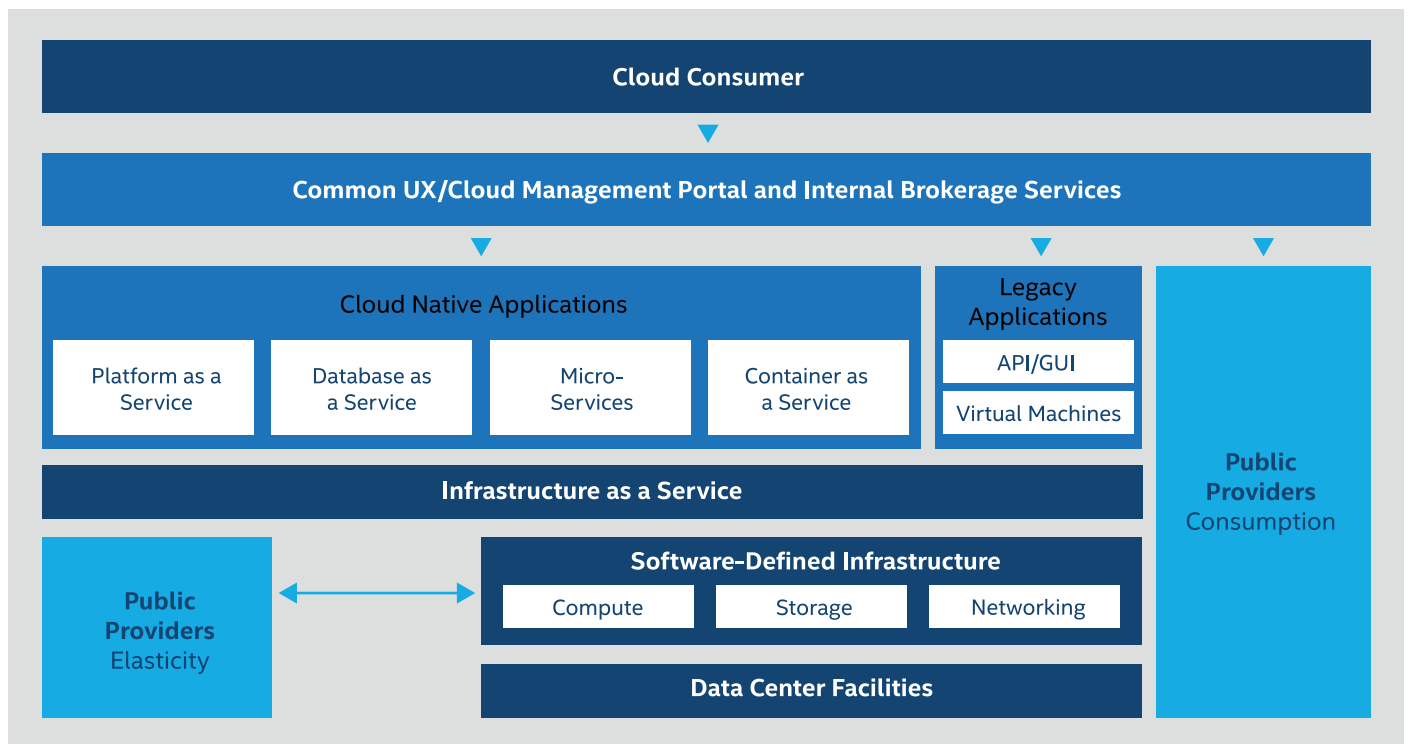 Cloud Consumer
Common UX/Cloud Management Portal and Internal Brokerage Services
Cloud Native Applications
Platform as a
Service
Database as
a Service
Micro-
Services
Container as
a Service
Legacy
Applications
API/GUI
Virtual Machines
Public
Providers
Consumption
Infrastructure as a Service
Public
Providers
Elasticity
Software-Defined Infrastructure
Compute
Storage
Networking
Data Center Facilities